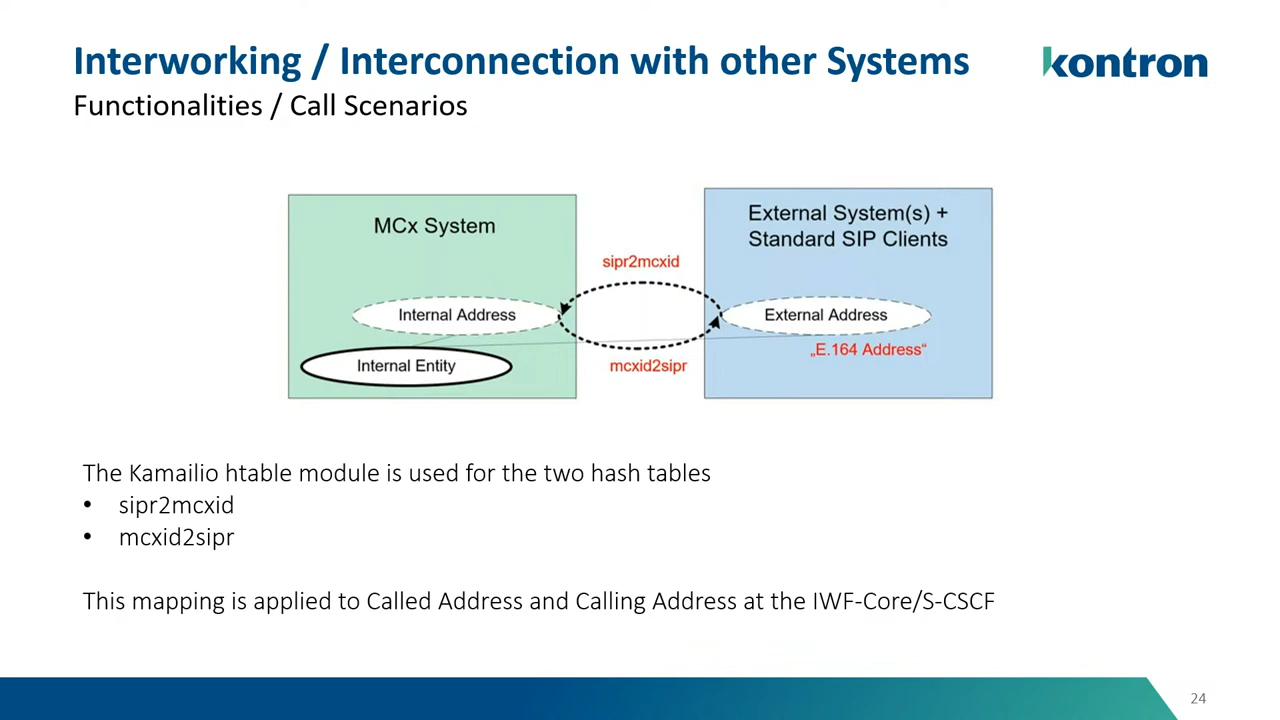 Interworking / Interconnection with other Systems
kontron
Functionalities / Call Scenarios
MCx System
External System(s) +
Standard SIP Clients
sipr2mcxid
Internal Address
External Address
„E.164 Address“
Internal Entity
mcxid2sipr
The Kamailio htable module is used for the two hash tables
• sipr2mcxid
• mcxid2sipr
This mapping is applied to Called Address and Calling Address at the IWF-Core/S-CSCF
24